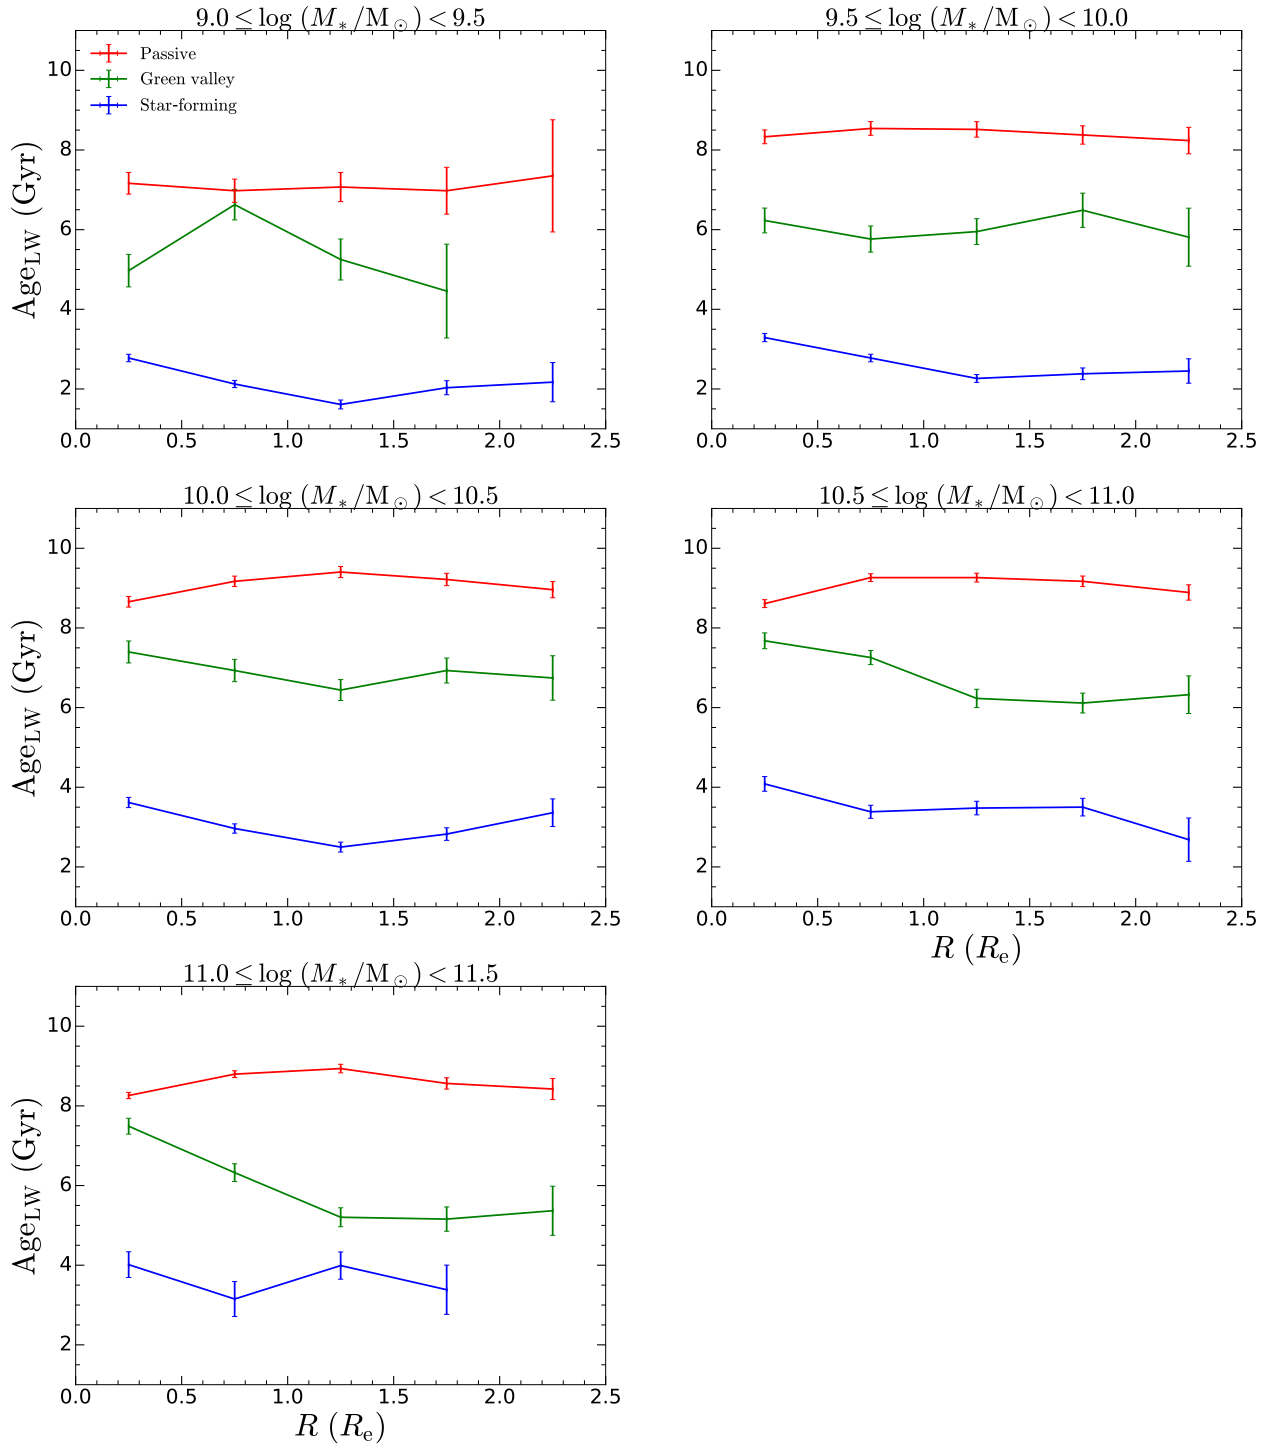 9.0 ≤ log (M∗/M⊙) < 9.5
9.5 ≤ log (M∗/M⊙) < 10.0
Passive
Green valley
Star-forming
AgeLW (Gyr)
10
8
6
4
2
0.0 0.5 1.0 1.5 2.0 2.5
10
8
6
4
2
0.0 0.5 1.0 1.5 2.0 2.5
10.0 ≤ log (M∗/M⊙) < 10.5
10.5 ≤ log (M∗/M⊙) < 11.0
AgeLW (Gyr)
10
8
6
4
2
0.0 0.5 1.0 1.5 2.0 2.5
10
8
6
4
2
0.0 0.5 1.0 1.5 2.0 2.5
R (Re)
11.0 ≤ log (M∗/M⊙) < 11.5
AgeLW (Gyr)
10
8
6
4
2
0.0 0.5 1.0 1.5 2.0 2.5
R (Re)